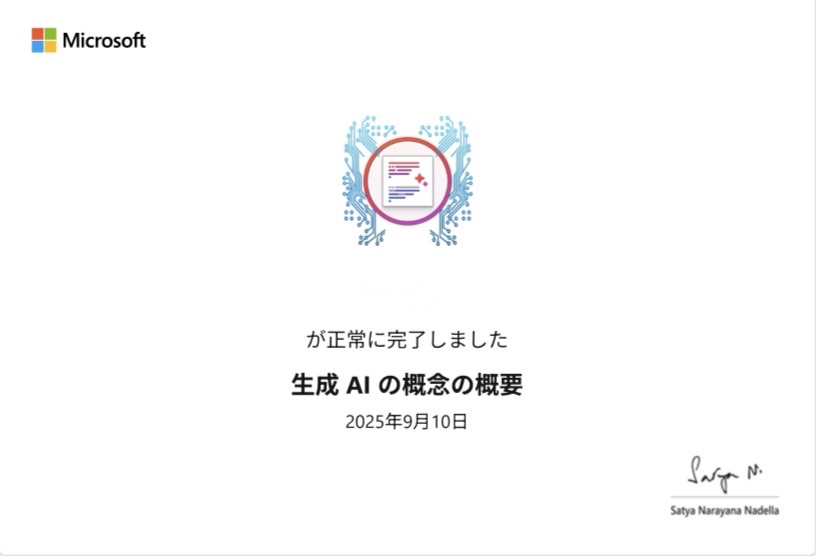 Microsoft
が正常に完了しました
生成 AI の概念の概要
2025年9月10日
Satya N.
Satya Narayana Nadella